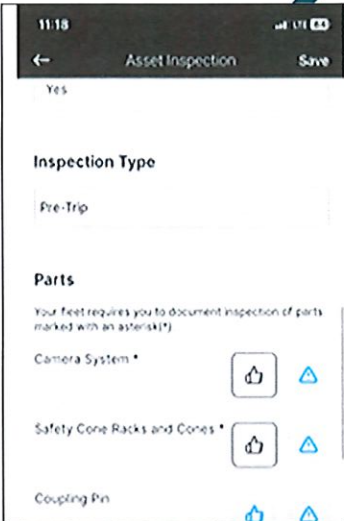 11:18
LTE 64
Asset Inspection
Save
Yes
Inspection Type
Pre-Trip
Parts
Your fleet requires you to document inspection of parts
marked with an asterisk(*)
Camera System *
Safety Cone Racks and Cones *
Coupling Pin